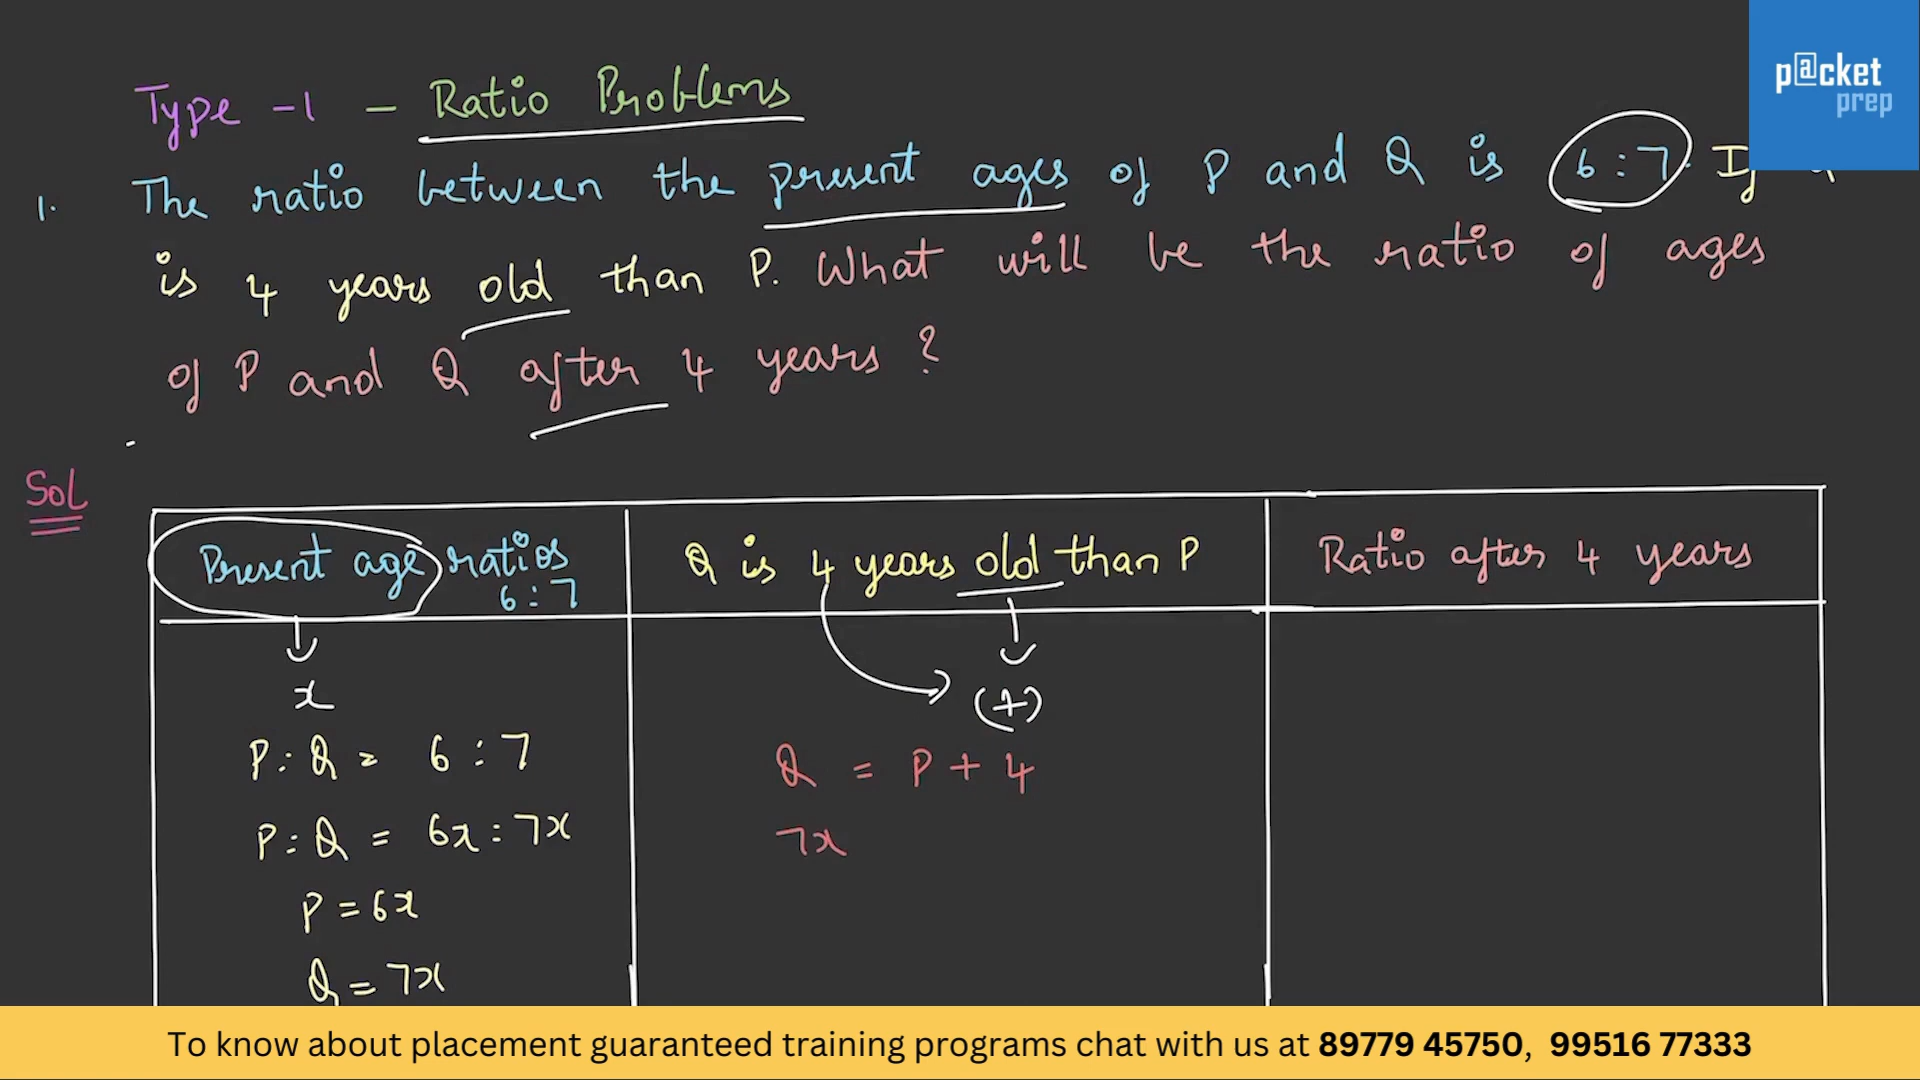 p@cket
prep
Type -1 - Ratio Problems
1. The ratio between the present ages of P and Q is 6:7. If
is 4 years old than P. What will be the ratio of ages
of P and Q after 4 years?
Sol
Present age ratios
6:7
Q is 4 years old than P
Ratio after 4 years
x
P:Q = 6:7
P:Q = 6x:7x
P = 6x
Q = 7x
(+)
Q = P + 4
7x
To know about placement guaranteed training programs chat with us at 89779 45750, 99516 77333